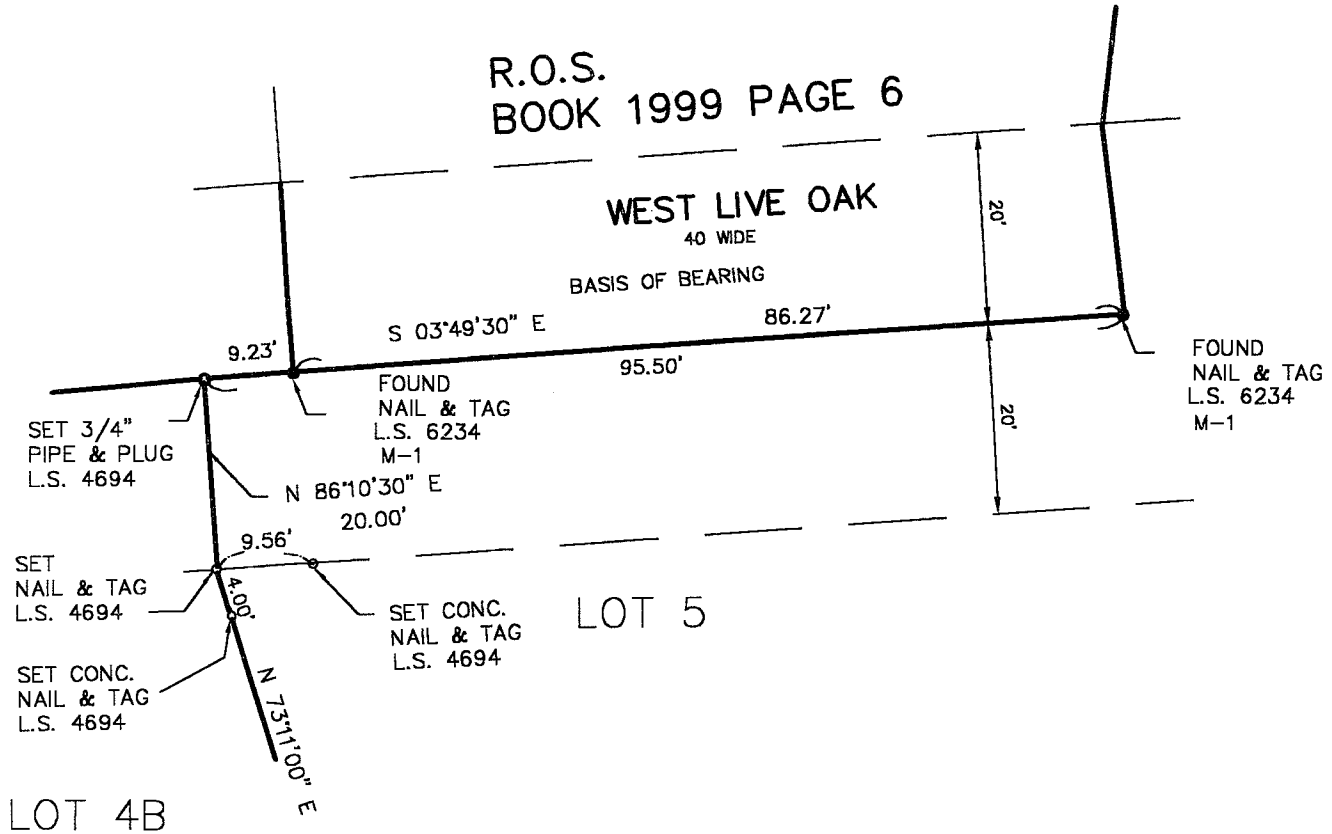 R.O.S.
BOOK 1999 PAGE 6
WEST LIVE OAK
40 WIDE
20'
BASIS OF BEARING
S 03°49'30" E
86.27'
9.23'
95.50'
FOUND
NAIL & TAG
L.S. 6234
M-1
FOUND
NAIL & TAG
L.S. 6234
M-1
20'
SET 3/4"
PIPE & PLUG
L.S. 4694
N 86°10'30" E
20.00'
9.56'
SET
NAIL & TAG
L.S. 4694
4.00'
SET CONC.
NAIL & TAG
L.S. 4694
LOT 5
SET CONC.
NAIL & TAG
L.S. 4694
N 73°11'00" E
LOT 4B